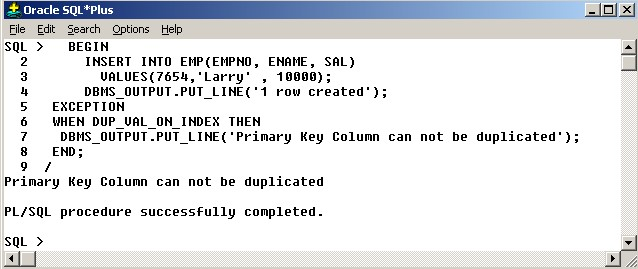 Oracle SQL*Plus
File Edit Search Options Help
SQL > BEGIN
2 INSERT INTO EMP(EMPNO, ENAME, SAL)
3 VALUES(7654,'Larry' , 10000);
4 DBMS_OUTPUT.PUT_LINE('1 row created');
5 EXCEPTION
6 WHEN DUP_VAL_ON_INDEX THEN
7 DBMS_OUTPUT.PUT_LINE('Primary Key Column can not be duplicated');
8 END;
9 /
Primary Key Column can not be duplicated
PL/SQL procedure successfully completed.
SQL >